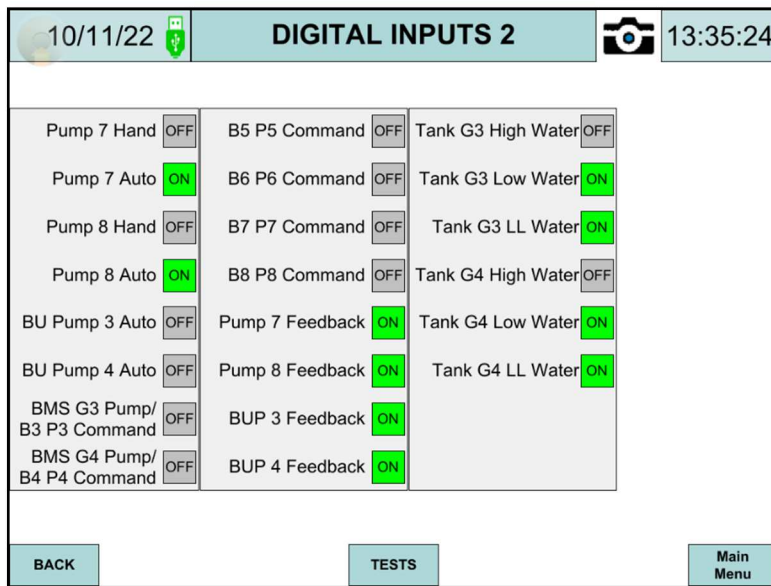 10/11/22
DIGITAL INPUTS 2
13:35:24
Pump 7 Hand OFF
Pump 7 Auto ON
Pump 8 Hand OFF
Pump 8 Auto ON
BU Pump 3 Auto OFF
BU Pump 4 Auto OFF
BMS G3 Pump/
B3 P3 Command OFF
BMS G4 Pump/
B4 P4 Command OFF
B5 P5 Command OFF
B6 P6 Command OFF
B7 P7 Command OFF
B8 P8 Command OFF
Pump 7 Feedback ON
Pump 8 Feedback ON
BUP 3 Feedback ON
BUP 4 Feedback ON
Tank G3 High Water OFF
Tank G3 Low Water ON
Tank G3 LL Water ON
Tank G4 High Water OFF
Tank G4 Low Water ON
Tank G4 LL Water ON
BACK
TESTS
Main
Menu